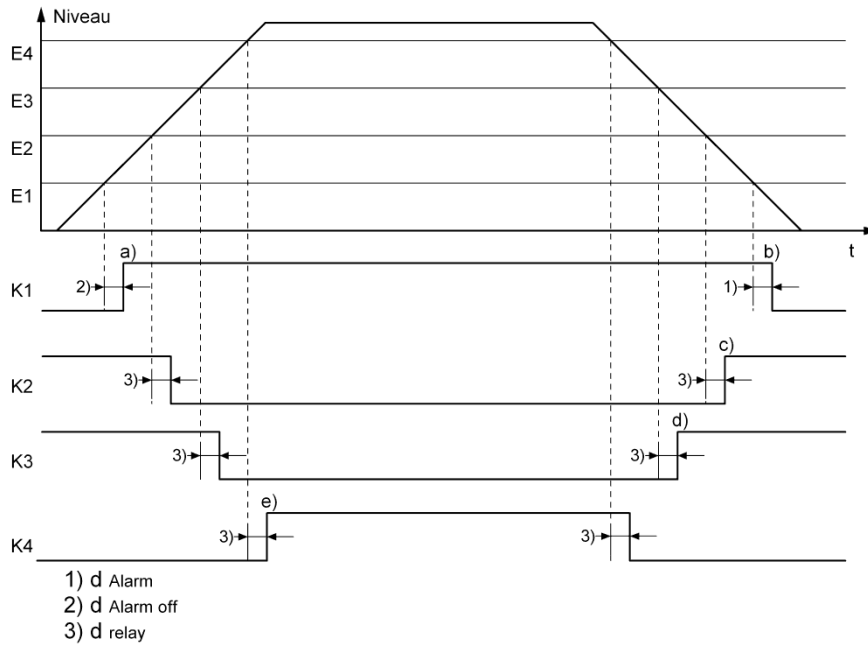 Niveau
E4
E3
E2
E1
t
a)
b)
K1
2)
1)
c)
K2
3)
3)
d)
K3
3)
3)
e)
K4
3)
3)
1) d Alarm
2) d Alarm off
3) d relay